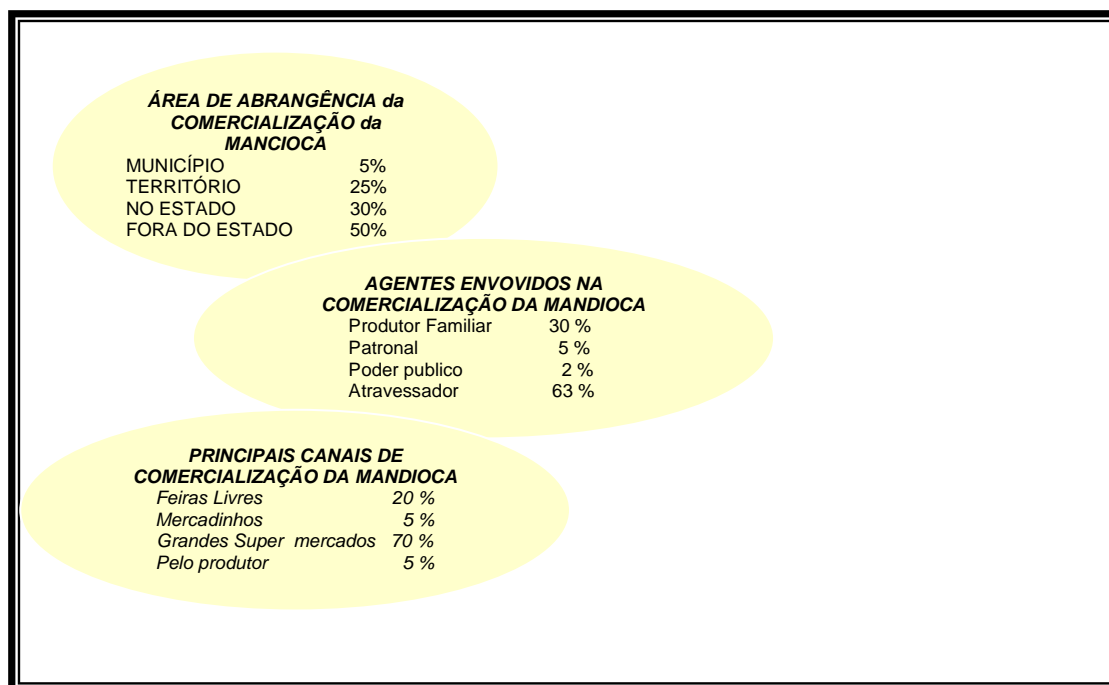 ÁREA DE ABRANGÊNCIA da
COMERCIALIZAÇÃO da
MANCIOCA
MUNICÍPIO 5%
TERRITÓRIO 25%
NO ESTADO 30%
FORA DO ESTADO 50%
AGENTES ENVOVIDOS NA
COMERCIALIZAÇÃO DA MANDIOCA
Produtor Familiar 30 %
Patronal 5 %
Poder publico 2 %
Atravessador 63 %
PRINCIPAIS CANAIS DE
COMERCIALIZAÇÃO DA MANDIOCA
Feiras Livres 20 %
Mercadinhos 5 %
Grandes Super mercados 70 %
Pelo produtor 5 %